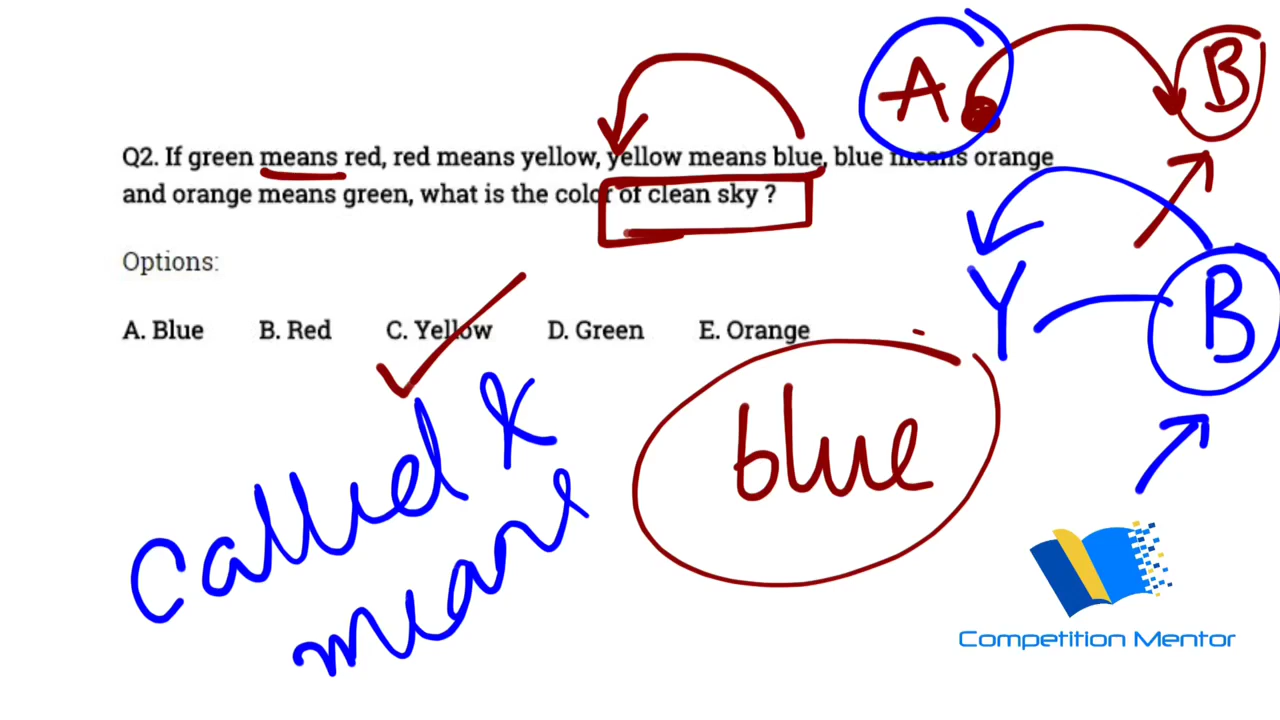 A B
Q2. If green means red, red means yellow, yellow means blue, blue means orange
and orange means green, what is the color of clean sky ?
Options:
Y B
A. Blue B. Red C. Yellow D. Green E. Orange
blue
Called &
means
Competition Mentor